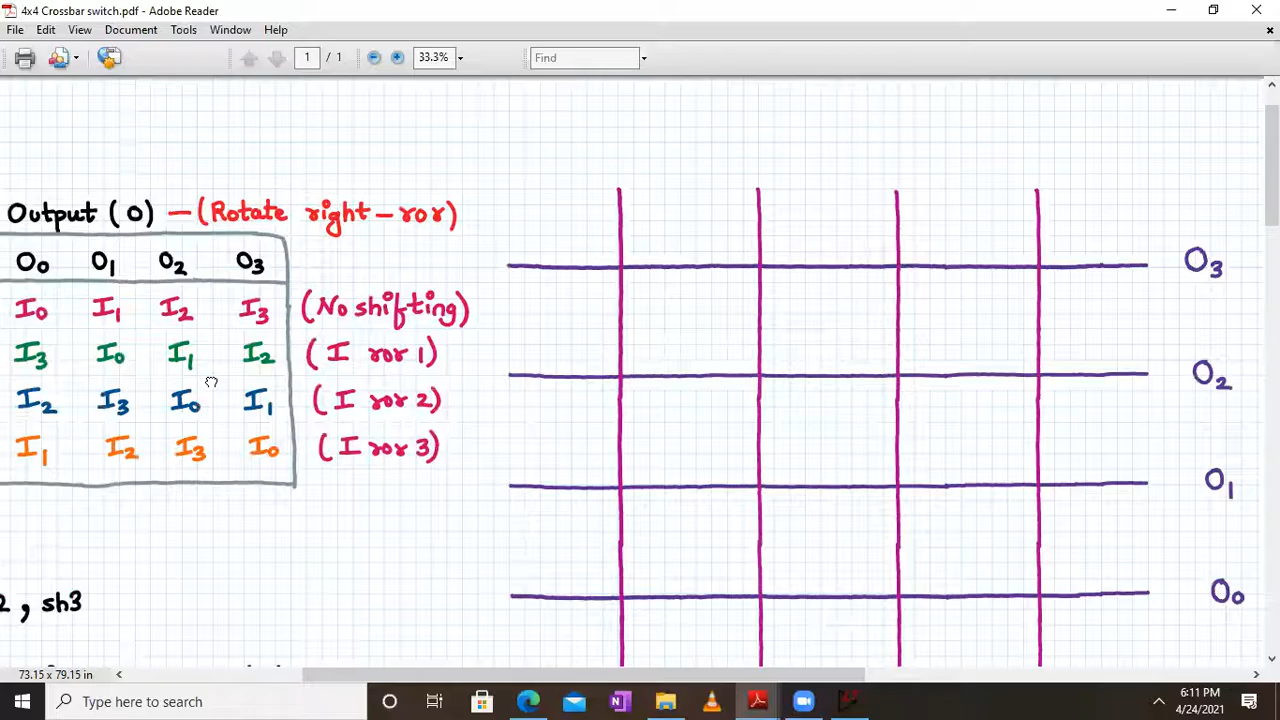 4x4 Crossbar switch.pdf - Adobe Reader
File Edit View Document Tools Window Help
1 / 1 33.3% Find
Output (O) – (Rotate right – ror)
O₀ O₁ O₂ O₃
I₀ I₁ I₂ I₃ (No shifting)
I₃ I₀ I₁ I₂ (I ror 1)
I₂ I₃ I₀ I₁ (I ror 2)
I₁ I₂ I₃ I₀ (I ror 3)
2, sh3
O₃
O₂
O₁
O₀
73.15 x 79.15 in
Type here to search
6:11 PM
4/24/2021